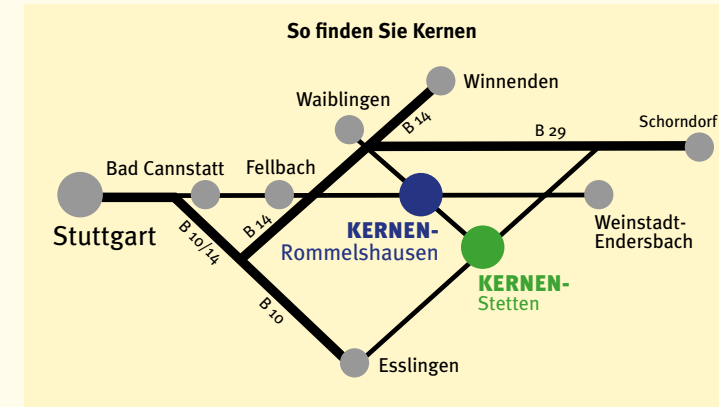 So finden Sie Kernen
Winnenden
Waiblingen
B 14
B 29
Schorndorf
Bad Cannstatt
Fellbach
Stuttgart
B 10/14
B 14
KERNEN-
Rommelshausen
Weinstadt-
Endersbach
KERNEN-
Stetten
B 10
Esslingen